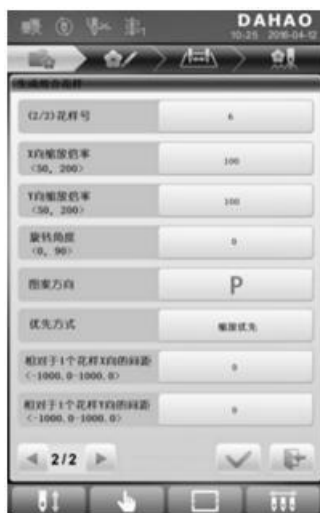 DAHAO
10-25 2016-04-12
生成组合花样
(2/3)花样号
6
X向缩放倍率
<50, 200>
100
Y向缩放倍率
<50, 200>
100
旋转角度
<0, 90>
0
图案方向
P
优先方式
缩放优先
相对于1个花样X向的间距
<-1000.0-1000.0>
0
相对于1个花样Y向的间距
<-1000.0-1000.0>
0
2/2